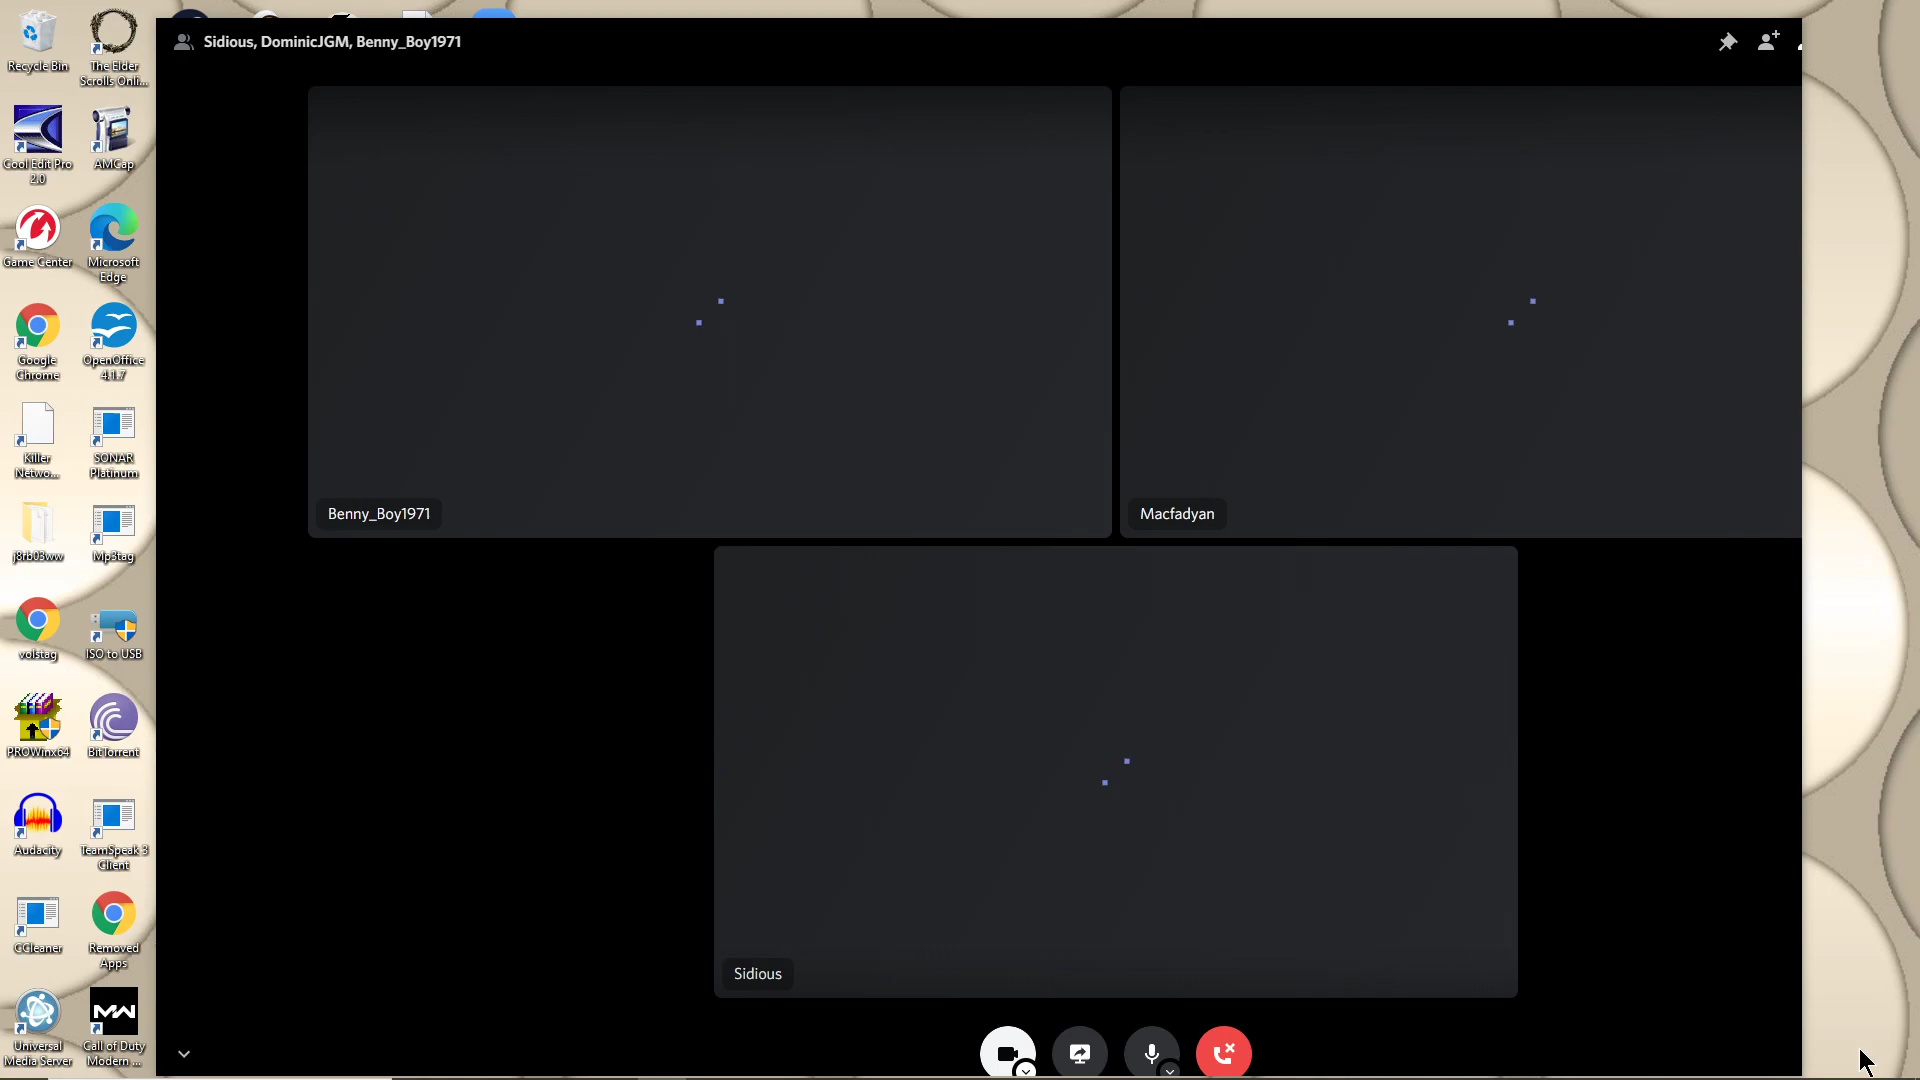 Sidious, DominicJGM, Benny_Boy1971
Recycle Bin
The Elder
Scrolls Onli...
Cool Edit Pro
2.0
AMCap
Game Center
Microsoft
Edge
Google
Chrome
OpenOffice
4.1.7
Killer
Netwo...
SONAR
Platinum
j8rb03ww
Mp3tag
volstag
ISO to USB
PROWinx64
BitTorrent
Audacity
TeamSpeak 3
Client
CCleaner
Removed
Apps
Universal
Media Server
MW
Call of Duty
Modern ...
Benny_Boy1971
Macfadyan
Sidious